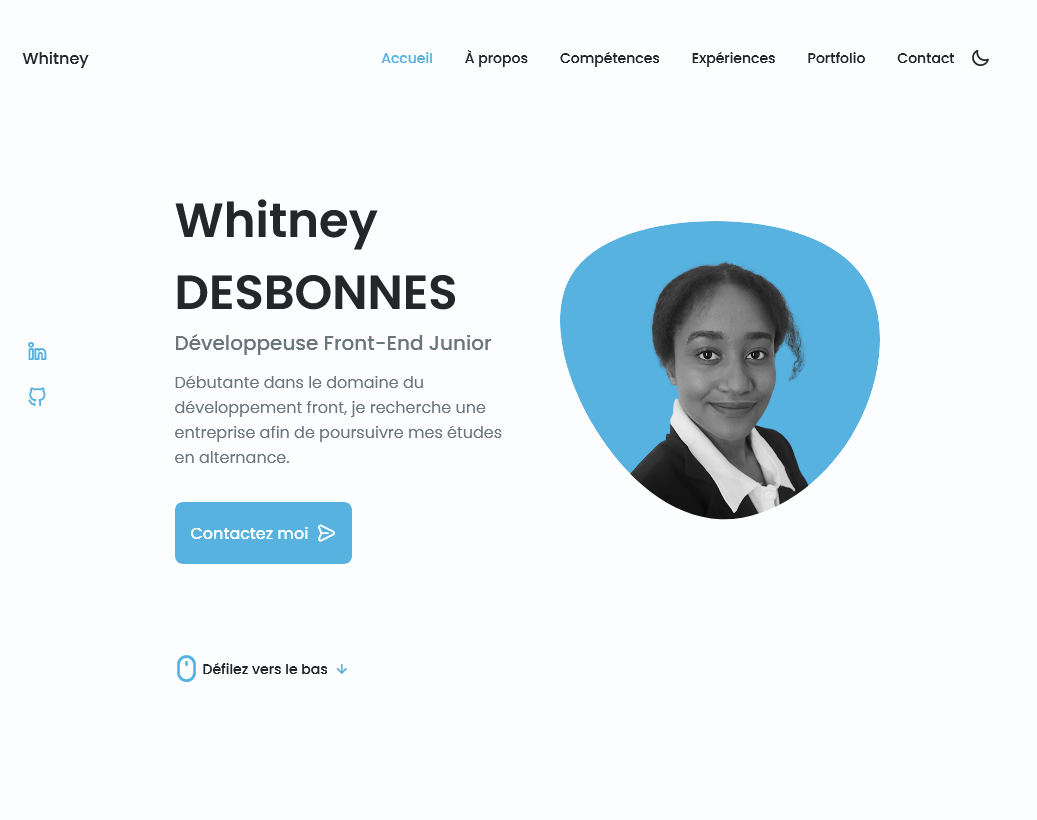 Whitney
Accueil À propos Compétences Expériences Portfolio Contact
Whitney
DESBONNES
Développeuse Front-End Junior
Débutante dans le domaine du
développement front, je recherche une
entreprise afin de poursuivre mes études
en alternance.
Contactez moi
Défilez vers le bas